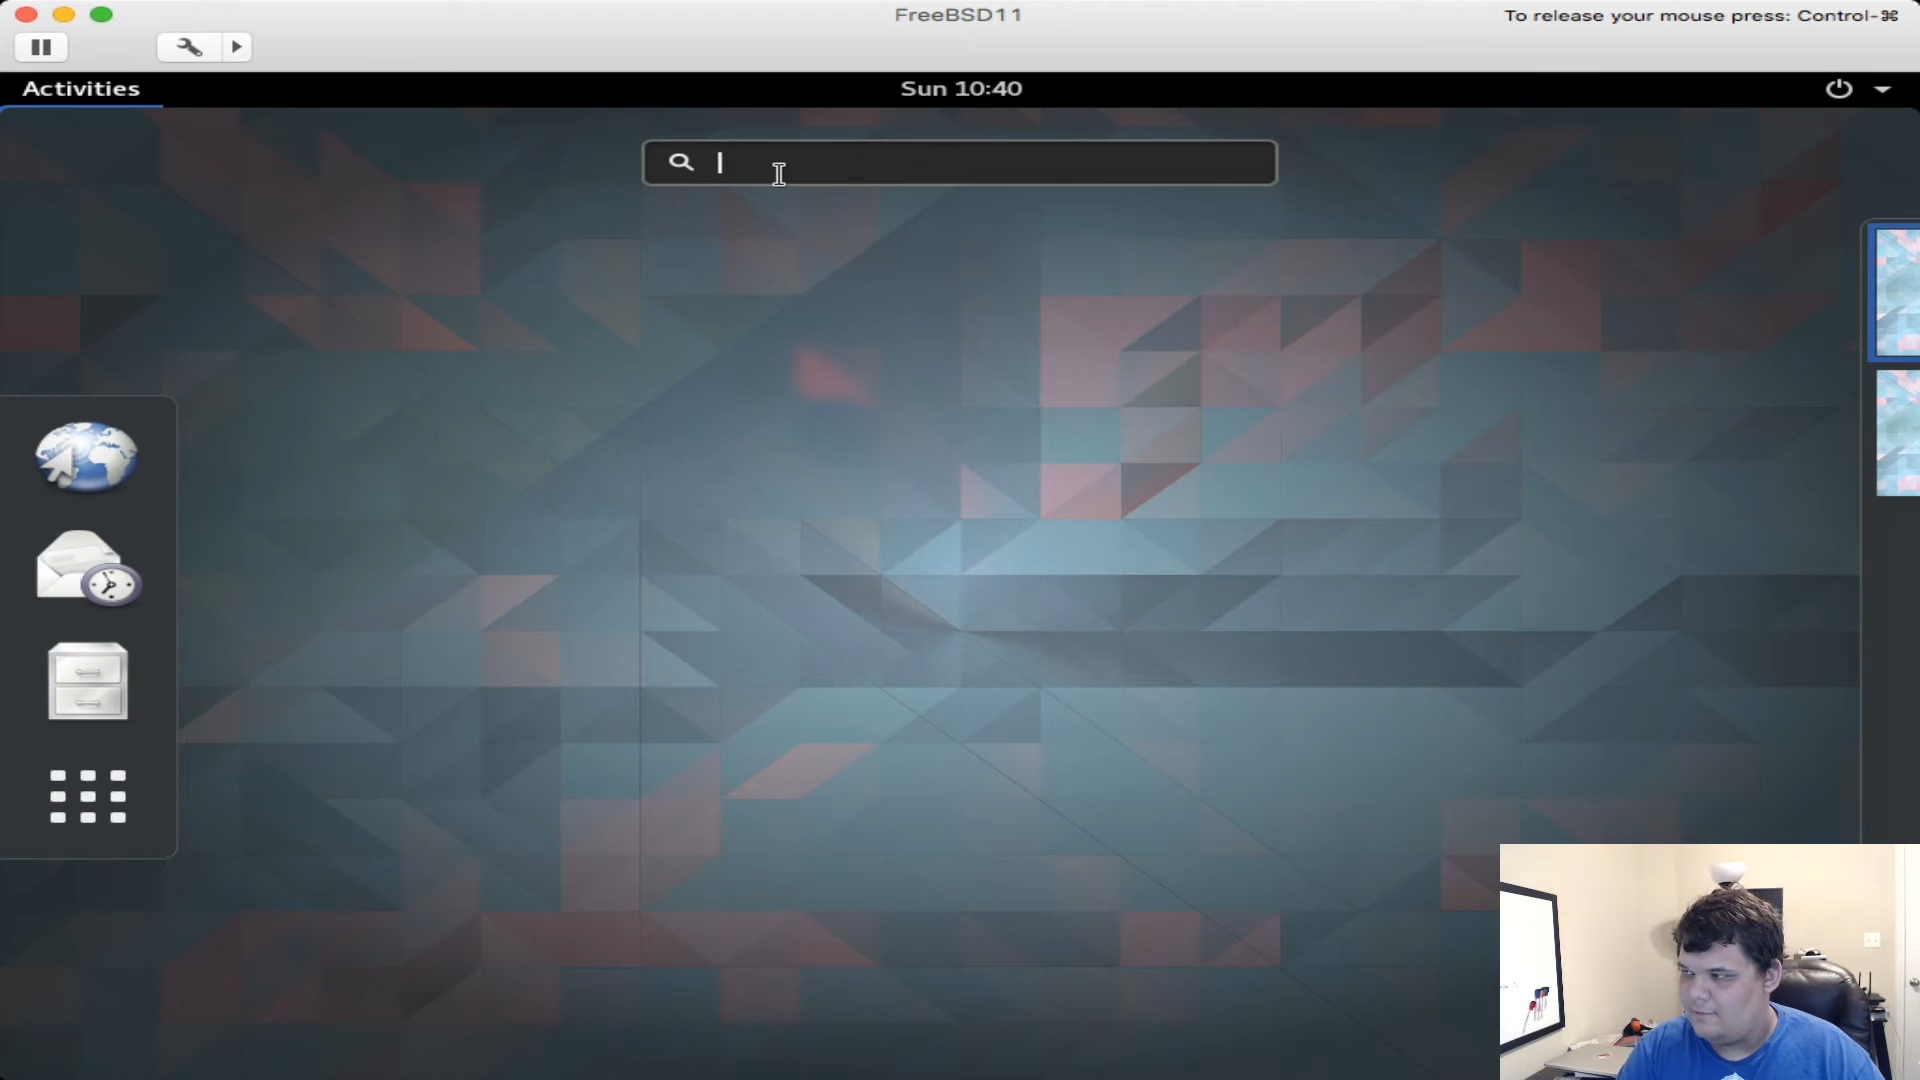 FreeBSD11
To release your mouse press: Control-⌘
Activities
Sun 10:40